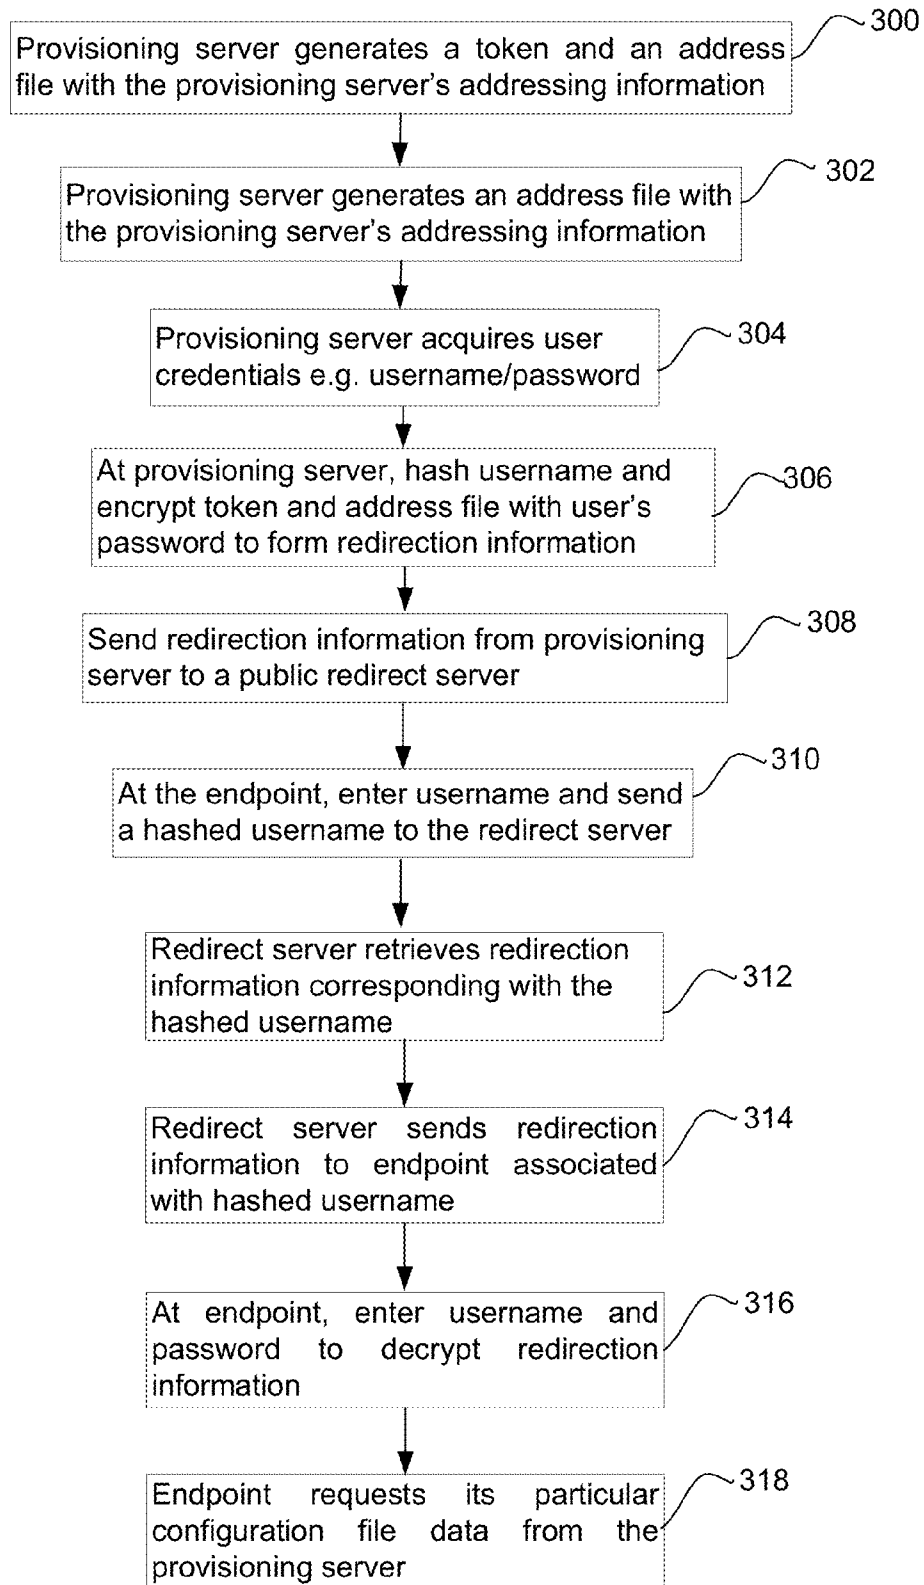 300
Provisioning server generates a token and an address
file with the provisioning server's addressing information
302
Provisioning server generates an address file with
the provisioning server's addressing information
304
Provisioning server acquires user
credentials e.g. username/password
306
At provisioning server, hash username and
encrypt token and address file with user's
password to form redirection information
308
Send redirection information from provisioning
server to a public redirect server
310
At the endpoint, enter username and send
a hashed username to the redirect server
312
Redirect server retrieves redirection
information corresponding with the
hashed username
314
Redirect server sends redirection
information to endpoint associated
with hashed username
316
At endpoint, enter username and
password to decrypt redirection
information
318
Endpoint requests its particular
configuration file data from the
provisioning server